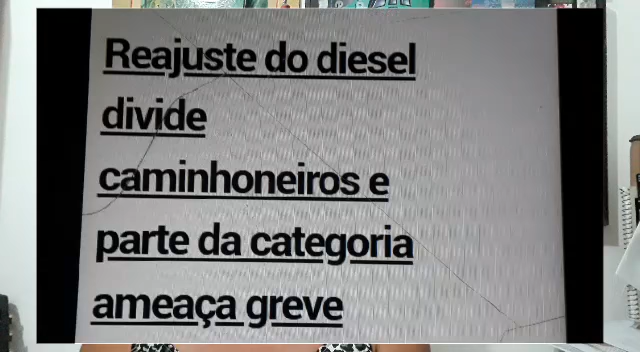 Reajuste do diesel
divide
caminhoneiros e
parte da categoria
ameaça greve